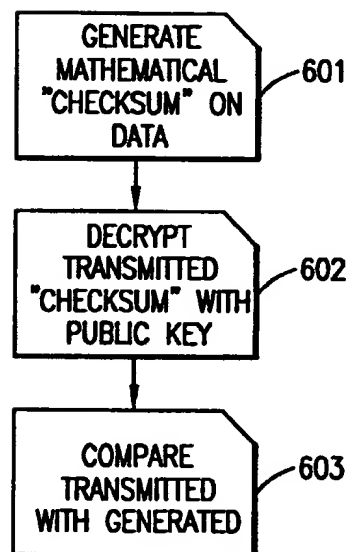 GENERATE
MATHEMATICAL
"CHECKSUM" ON
DATA
601
DECRYPT
TRANSMITTED
"CHECKSUM" WITH
PUBLIC KEY
602
COMPARE
TRANSMITTED
WITH GENERATED
603